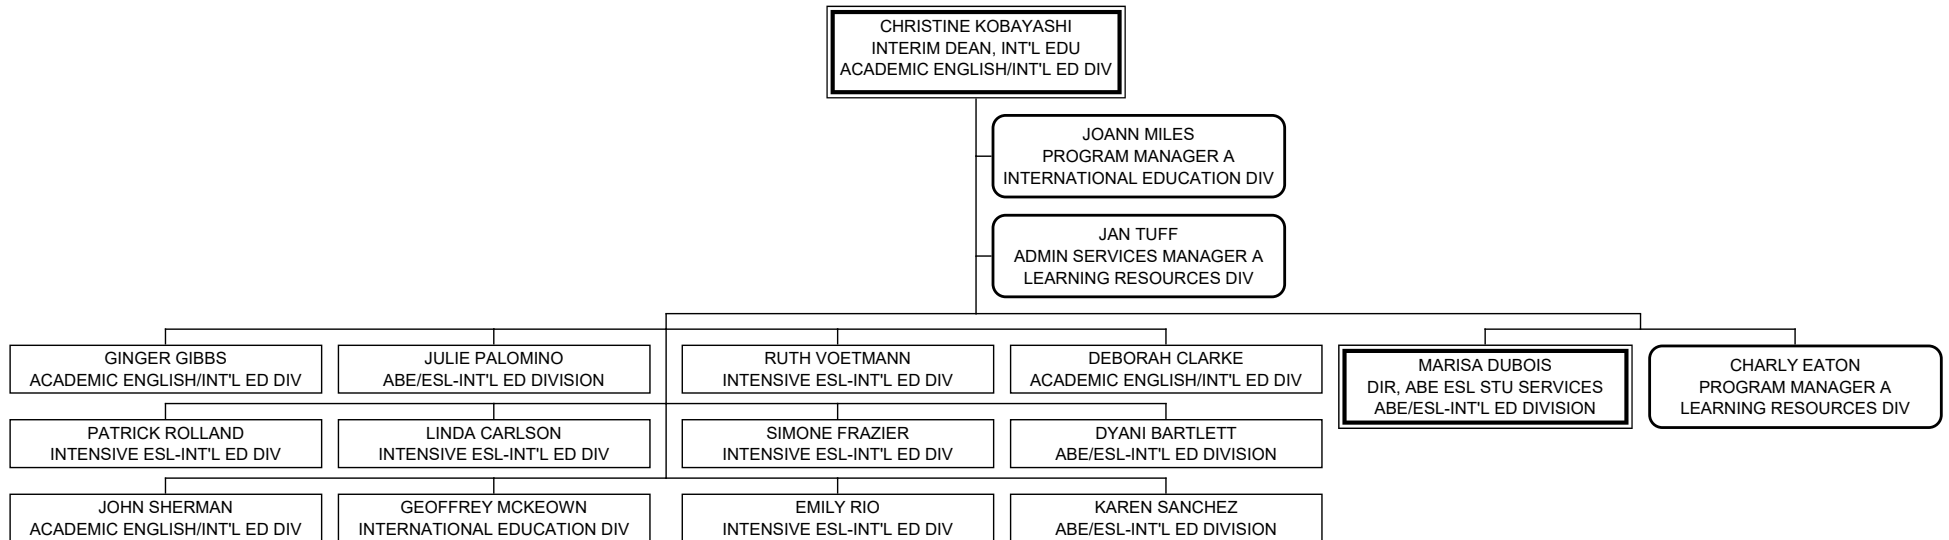 CHRISTINE KOBAYASHI
INTERIM DEAN, INT'L EDU
ACADEMIC ENGLISH/INT'L ED DIV
JOANN MILES
PROGRAM MANAGER A
INTERNATIONAL EDUCATION DIV
JAN TUFF
ADMIN SERVICES MANAGER A
LEARNING RESOURCES DIV
GINGER GIBBS
ACADEMIC ENGLISH/INT'L ED DIV
JULIE PALOMINO
ABE/ESL-INT'L ED DIVISION
RUTH VOETMANN
INTENSIVE ESL-INT'L ED DIV
DEBORAH CLARKE
ACADEMIC ENGLISH/INT'L ED DIV
MARISA DUBOIS
DIR, ABE ESL STU SERVICES
ABE/ESL-INT'L ED DIVISION
CHARLY EATON
PROGRAM MANAGER A
LEARNING RESOURCES DIV
PATRICK ROLLAND
INTENSIVE ESL-INT'L ED DIV
LINDA CARLSON
INTENSIVE ESL-INT'L ED DIV
SIMONE FRAZIER
INTENSIVE ESL-INT'L ED DIV
DYANI BARTLETT
ABE/ESL-INT'L ED DIVISION
JOHN SHERMAN
ACADEMIC ENGLISH/INT'L ED DIV
GEOFFREY MCKEOWN
INTERNATIONAL EDUCATION DIV
EMILY RIO
INTENSIVE ESL-INT'L ED DIV
KAREN SANCHEZ
ABE/ESL-INT'L ED DIVISION